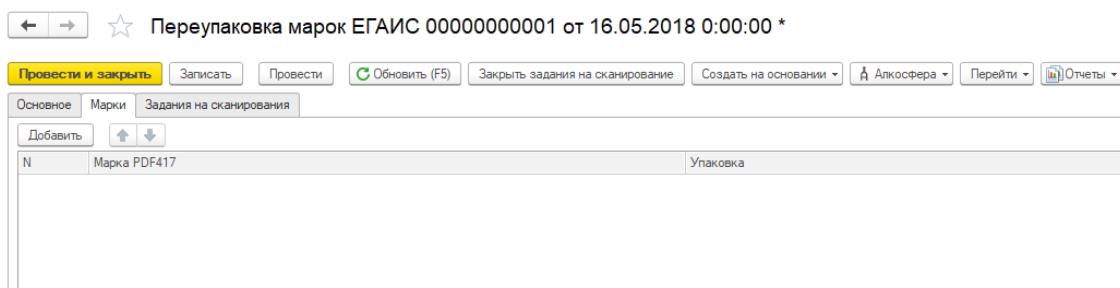 Переупаковка марок ЕГАИС 00000000001 от 16.05.2018 0:00:00 *
Провести и закрыть Записать Провести Обновить (F5) Закрыть задания на сканирование Создать на основании Алкосфера Перейти Отчеты
Основное Марки Задания на сканирования
Добавить
N Марка PDF417 Упаковка